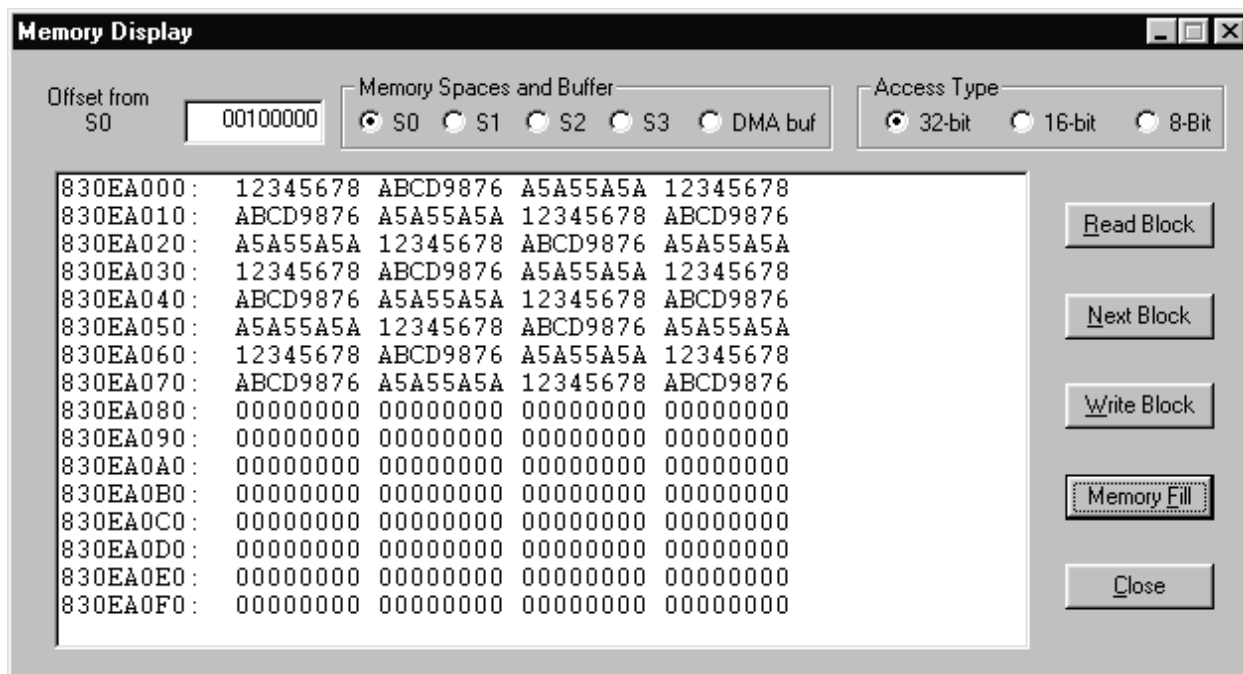 Memory Display
Offset from
S0
00100000
Memory Spaces and Buffer
S0 S1 S2 S3 DMA buf
Access Type
32-bit 16-bit 8-Bit
830EA000: 12345678 ABCD9876 A5A55A5A 12345678
830EA010: ABCD9876 A5A55A5A 12345678 ABCD9876
830EA020: A5A55A5A 12345678 ABCD9876 A5A55A5A
830EA030: 12345678 ABCD9876 A5A55A5A 12345678
830EA040: ABCD9876 A5A55A5A 12345678 ABCD9876
830EA050: A5A55A5A 12345678 ABCD9876 A5A55A5A
830EA060: 12345678 ABCD9876 A5A55A5A 12345678
830EA070: ABCD9876 A5A55A5A 12345678 ABCD9876
830EA080: 00000000 00000000 00000000 00000000
830EA090: 00000000 00000000 00000000 00000000
830EA0A0: 00000000 00000000 00000000 00000000
830EA0B0: 00000000 00000000 00000000 00000000
830EA0C0: 00000000 00000000 00000000 00000000
830EA0D0: 00000000 00000000 00000000 00000000
830EA0E0: 00000000 00000000 00000000 00000000
830EA0F0: 00000000 00000000 00000000 00000000
Read Block
Next Block
Write Block
Memory Fill
Close